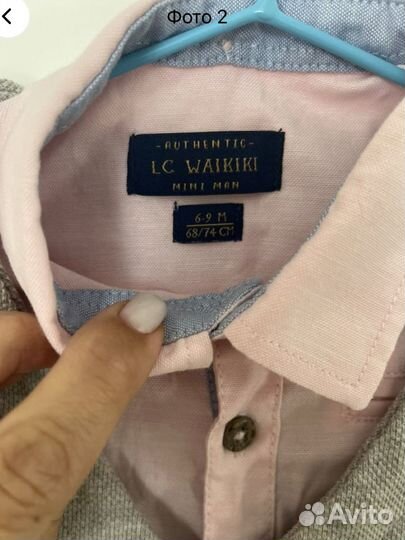 Фото 2
-AUTHENTIC-
LC WAIKIKI
MINI MAN
6-9 M
68/74 CM
Avito